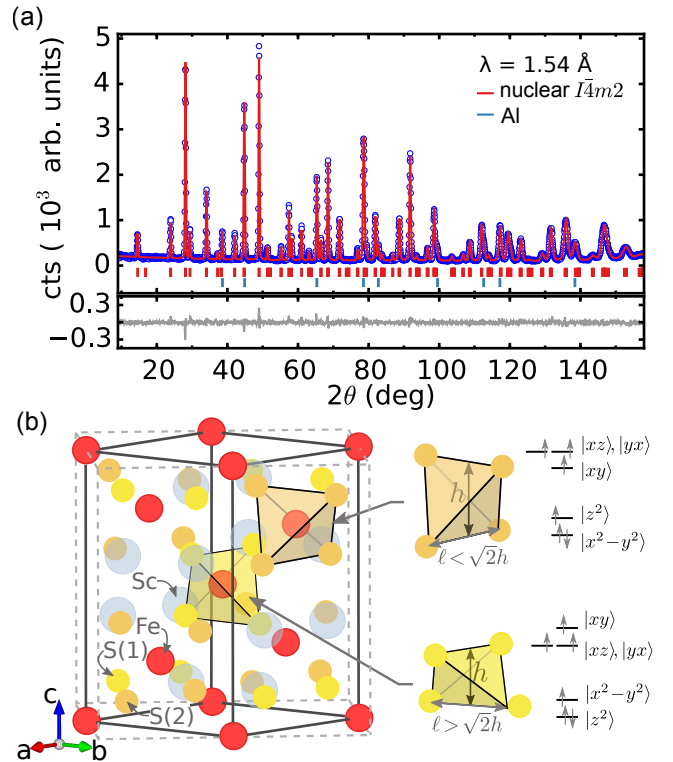 (a)
cts ( 10³ arb. units)
5
4
3
2
1
0
0.3
−0.3
λ = 1.54 Å
nuclear I4̄m2
Al
20 40 60 80 100 120 140
2θ (deg)
(b)
Sc
Fe
S(1)
S(2)
c
a
b
h
ℓ<√2h
|xz⟩,|yx⟩
|xy⟩
|z²⟩
|x²−y²⟩
h
ℓ>√2h
|xy⟩
|xz⟩,|yx⟩
|x²−y²⟩
|z²⟩